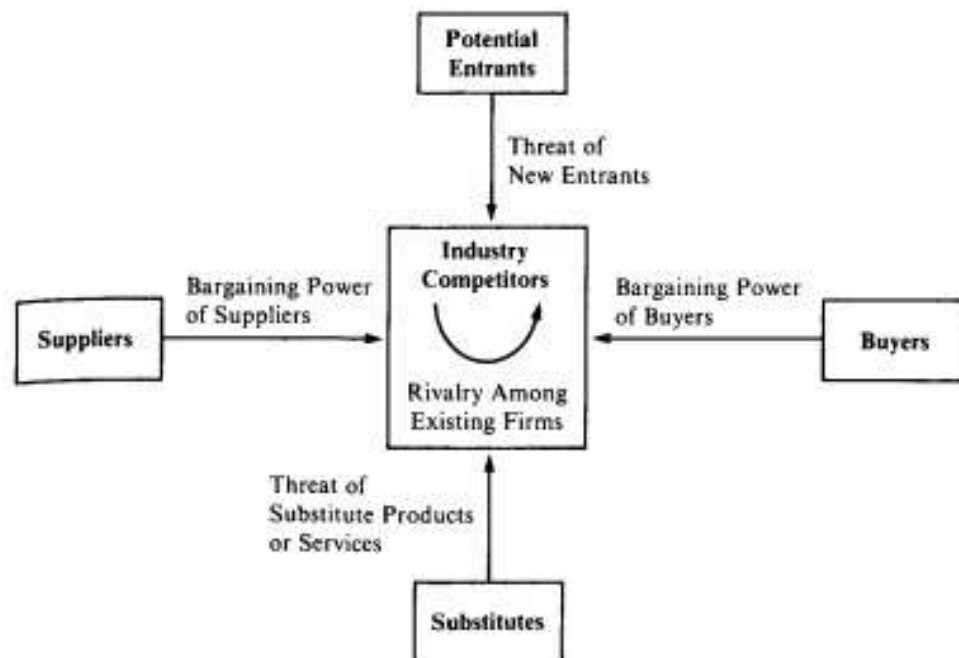 Potential
Entrants
Threat of
New Entrants
Industry
Competitors
Bargaining Power
of Suppliers
Bargaining Power
of Buyers
Suppliers
Buyers
Rivalry Among
Existing Firms
Threat of
Substitute Products
or Services
Substitutes